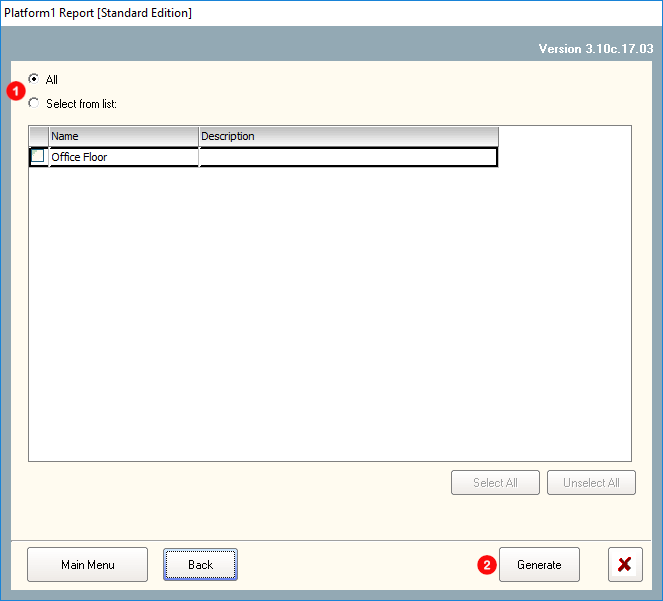 Platform1 Report [Standard Edition]
Version 3.10c.17.03
All
1
Select from list:
Name Description
Office Floor
Select All Unselect All
Main Menu Back 2 Generate X